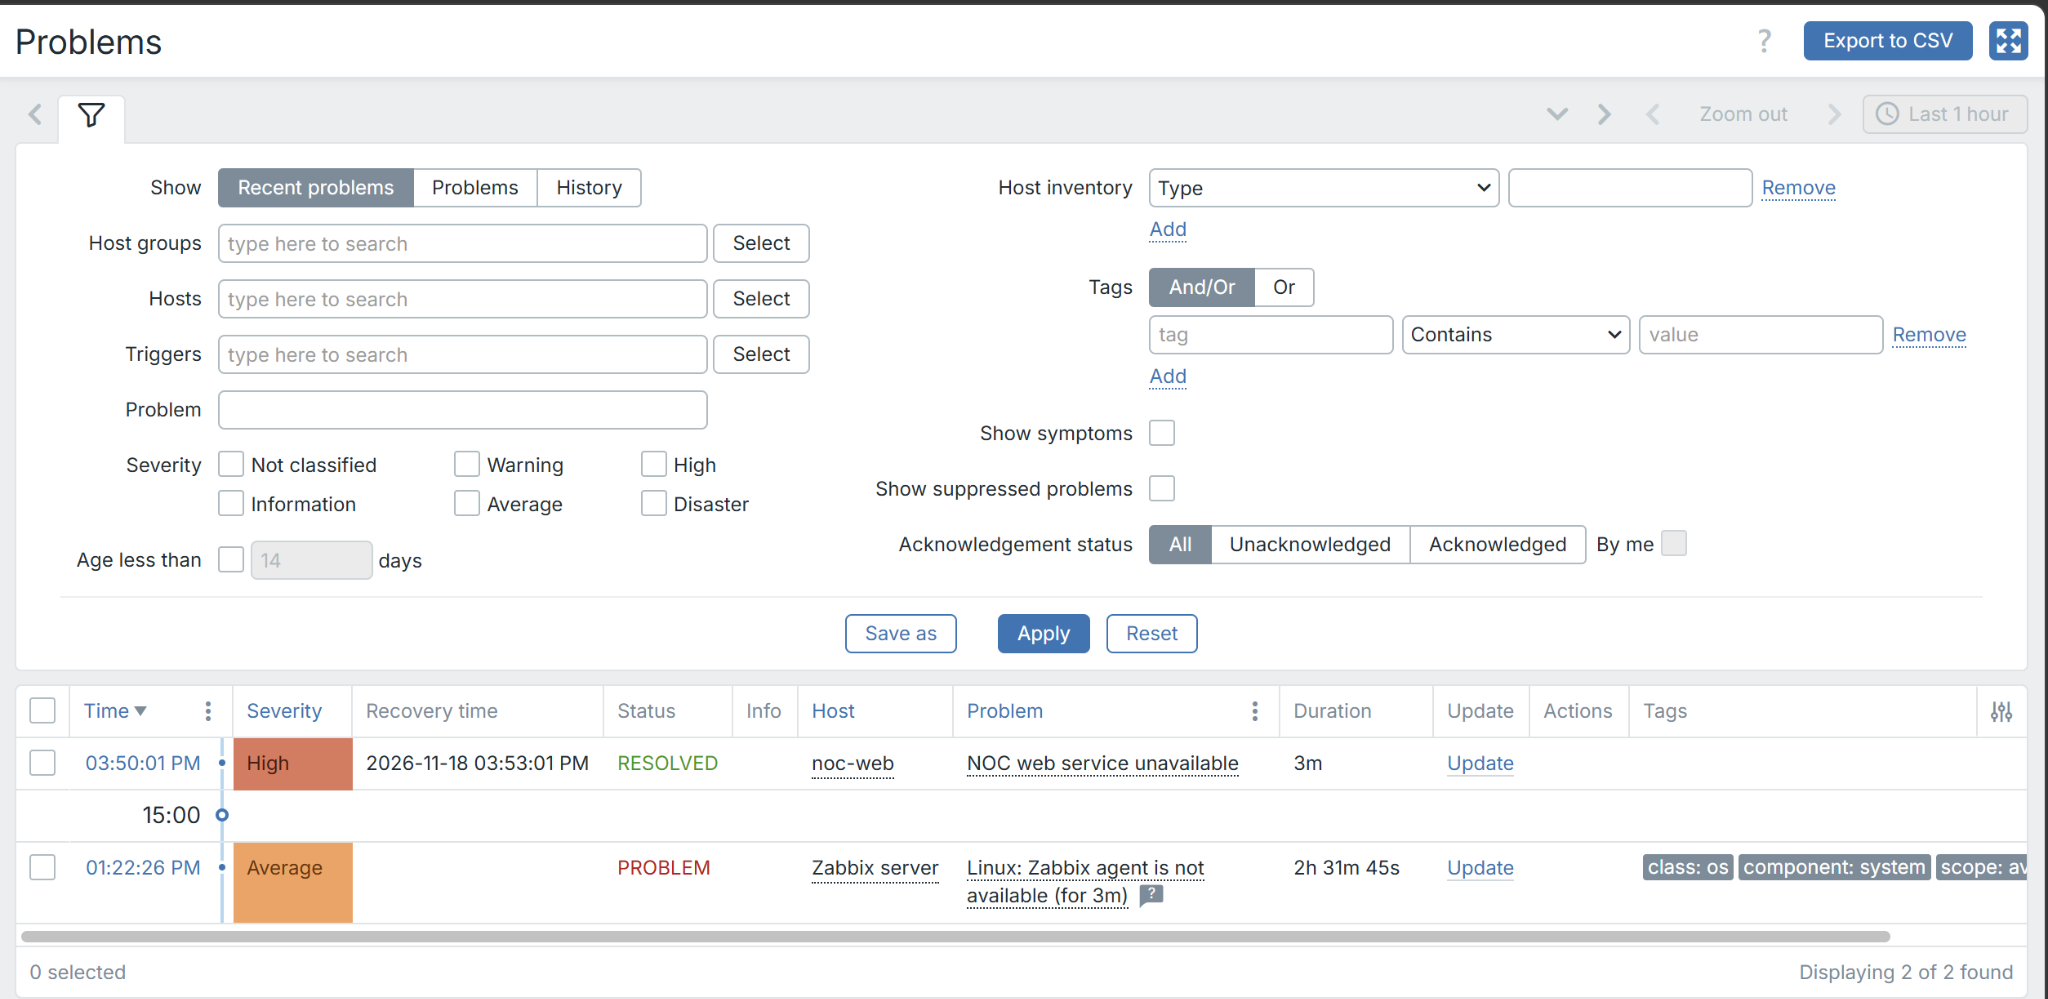 Problems
? Export to CSV
Zoom out Last 1 hour
Show Recent problems Problems History
Host groups type here to search Select
Hosts type here to search Select
Triggers type here to search Select
Problem
Severity Not classified Warning High
Information Average Disaster
Age less than 14 days
Host inventory Type Remove
Add
Tags And/Or Or
tag Contains value Remove
Add
Show symptoms
Show suppressed problems
Acknowledgement status All Unacknowledged Acknowledged By me
Save as Apply Reset
Time Severity Recovery time Status Info Host Problem Duration Update Actions Tags
03:50:01 PM High 2026-11-18 03:53:01 PM RESOLVED noc-web NOC web service unavailable 3m Update
15:00
01:22:26 PM Average PROBLEM Zabbix server Linux: Zabbix agent is not 2h 31m 45s Update class: os component: system scope: av
available (for 3m) ?
0 selected Displaying 2 of 2 found